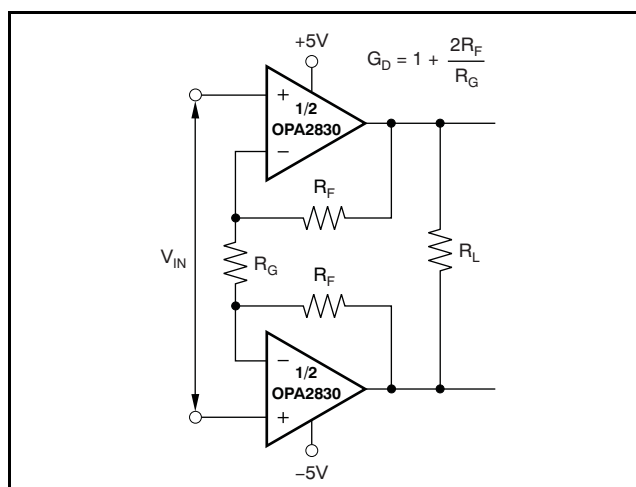 +5V
G_D = 1 + 2R_F / R_G
+
1/2
OPA2830
−
R_F
V_IN
R_G
R_L
R_F
−
1/2
OPA2830
+
−5V